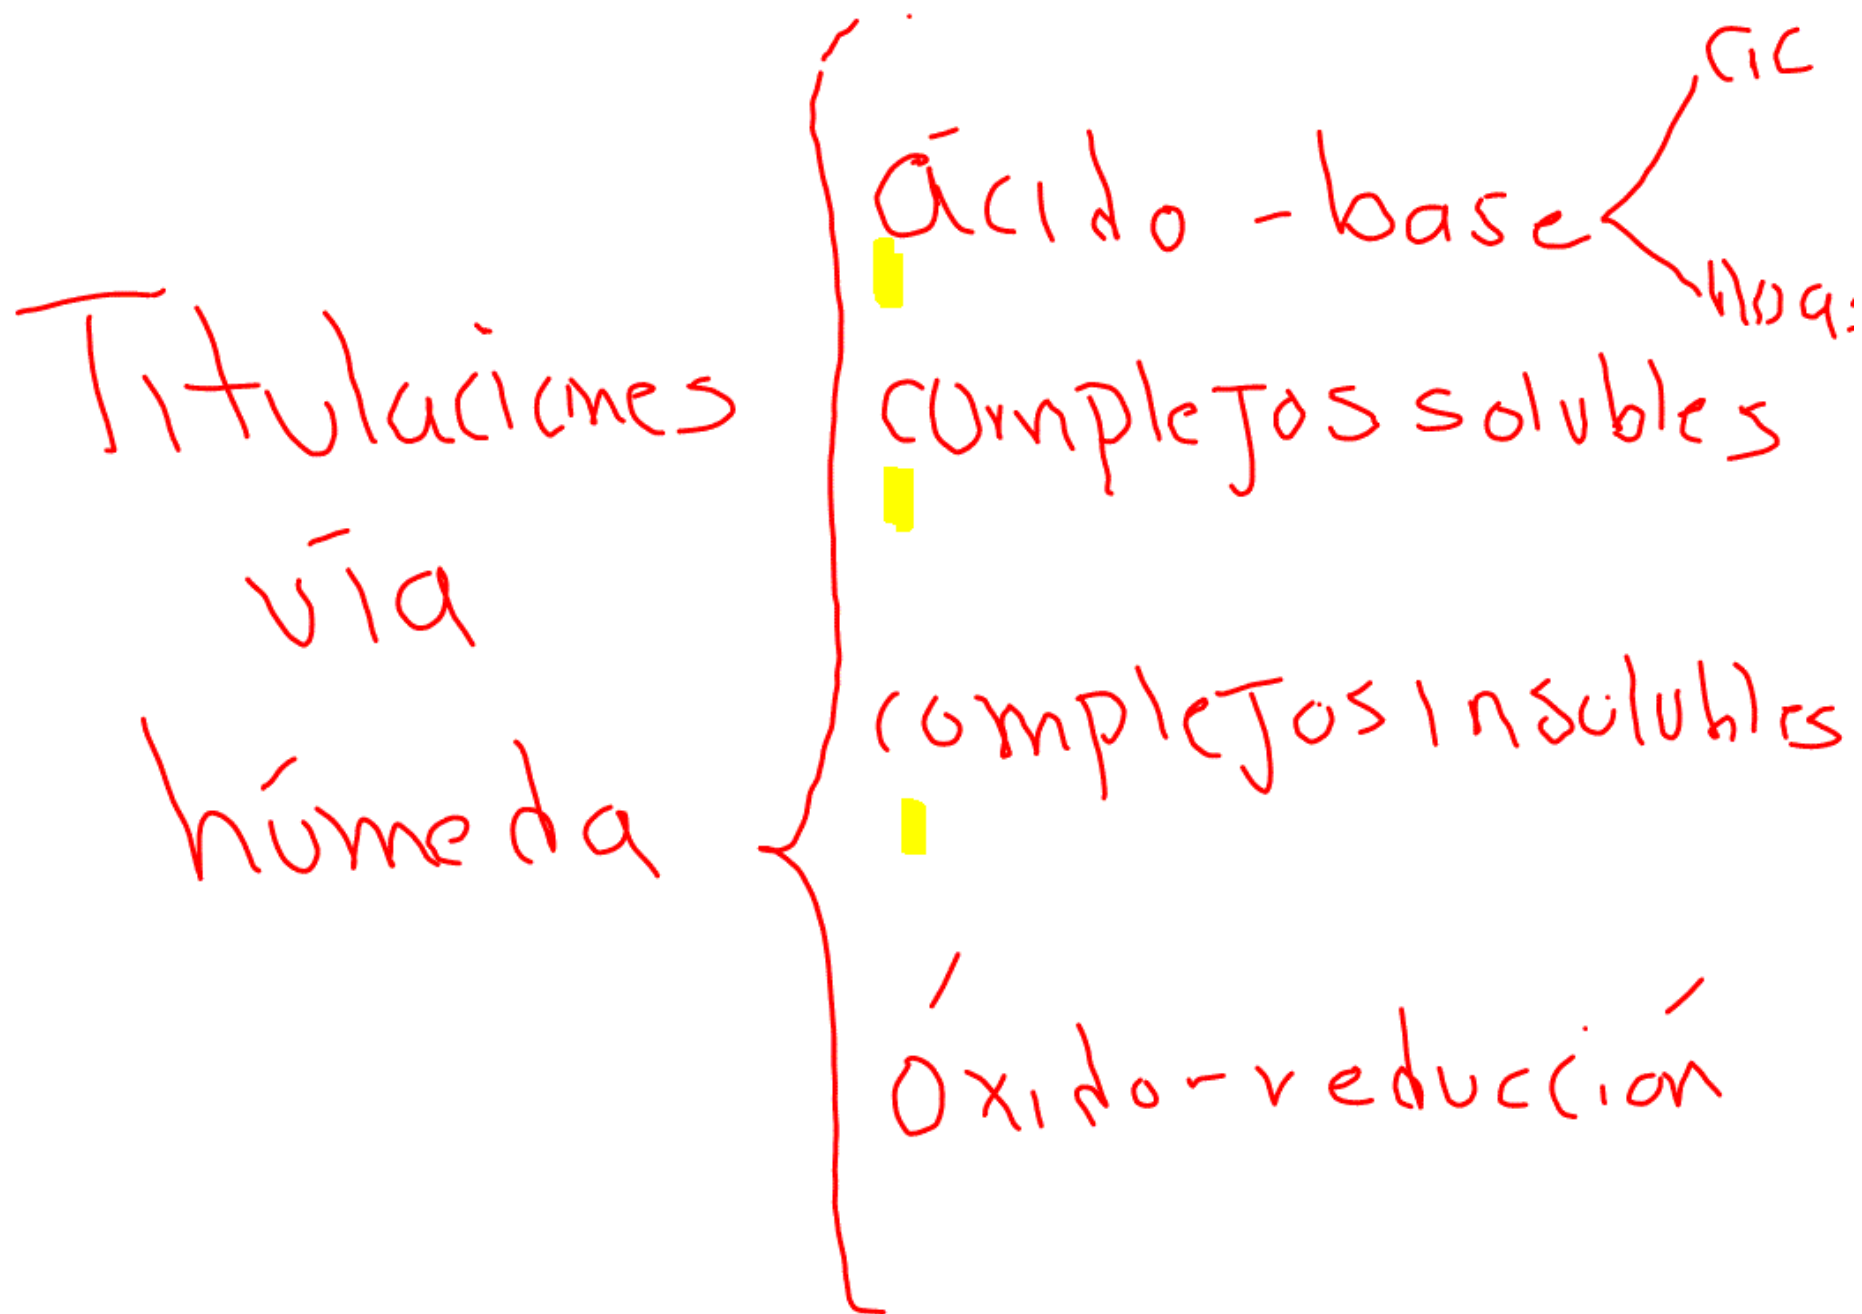 Titulaciones
vía
húmeda
ácido-base
complejos solubles
complejos insolubles
óxido-reducción